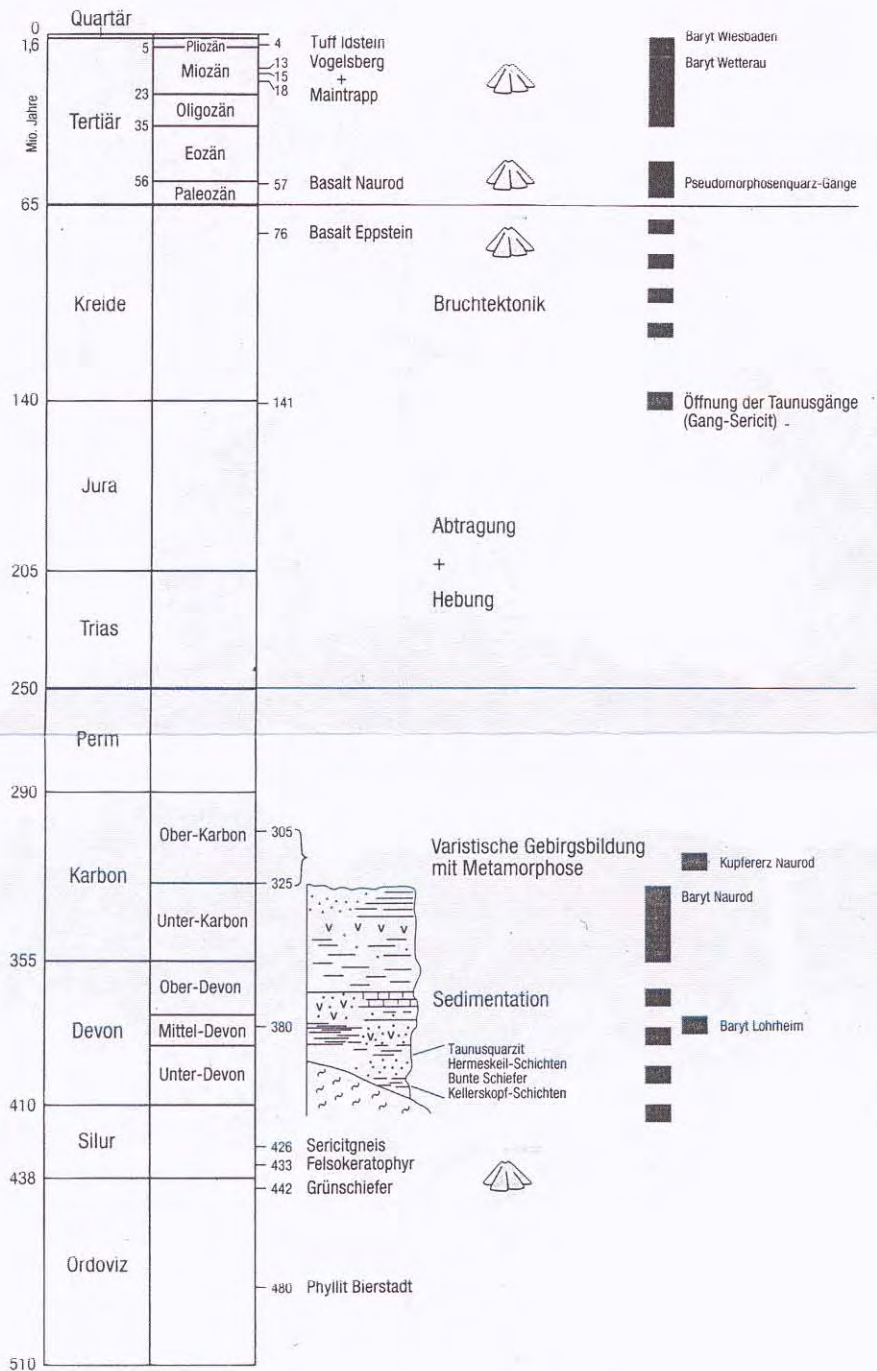 Quartär
0
1,6
Mio. Jahre
Tertiär
5
Pliozän
4
Tuff Idstein
Miozän
13
15
18
Vogelsberg
+
Maintrapp
23
Oligozän
35
Eozän
56
Paleozän
57
Basalt Naurod
65
76
Basalt Eppstein
Baryt Wiesbaden
Baryt Wetterau
Pseudomorphosenquarz-Gänge
Kreide
Bruchtektonik
140
141
Öffnung der Taunusgänge
(Gang-Sericit)
Jura
Abtragung
+
Hebung
205
Trias
250
Perm
290
Karbon
Ober-Karbon
305
325
Varistische Gebirgsbildung
mit Metamorphose
Kupfererz Naurod
Baryt Naurod
Unter-Karbon
355
Devon
Ober-Devon
Sedimentation
Mittel-Devon
380
Baryt Lohrheim
Unter-Devon
Taunusquarzit
Hermeskeil-Schichten
Bunte Schiefer
Kellerskopf-Schichten
410
Silur
426 Sericitgneis
433 Felsokeratophyr
438
442 Grünschiefer
Ordoviz
480 Phyllit Bierstadt
510